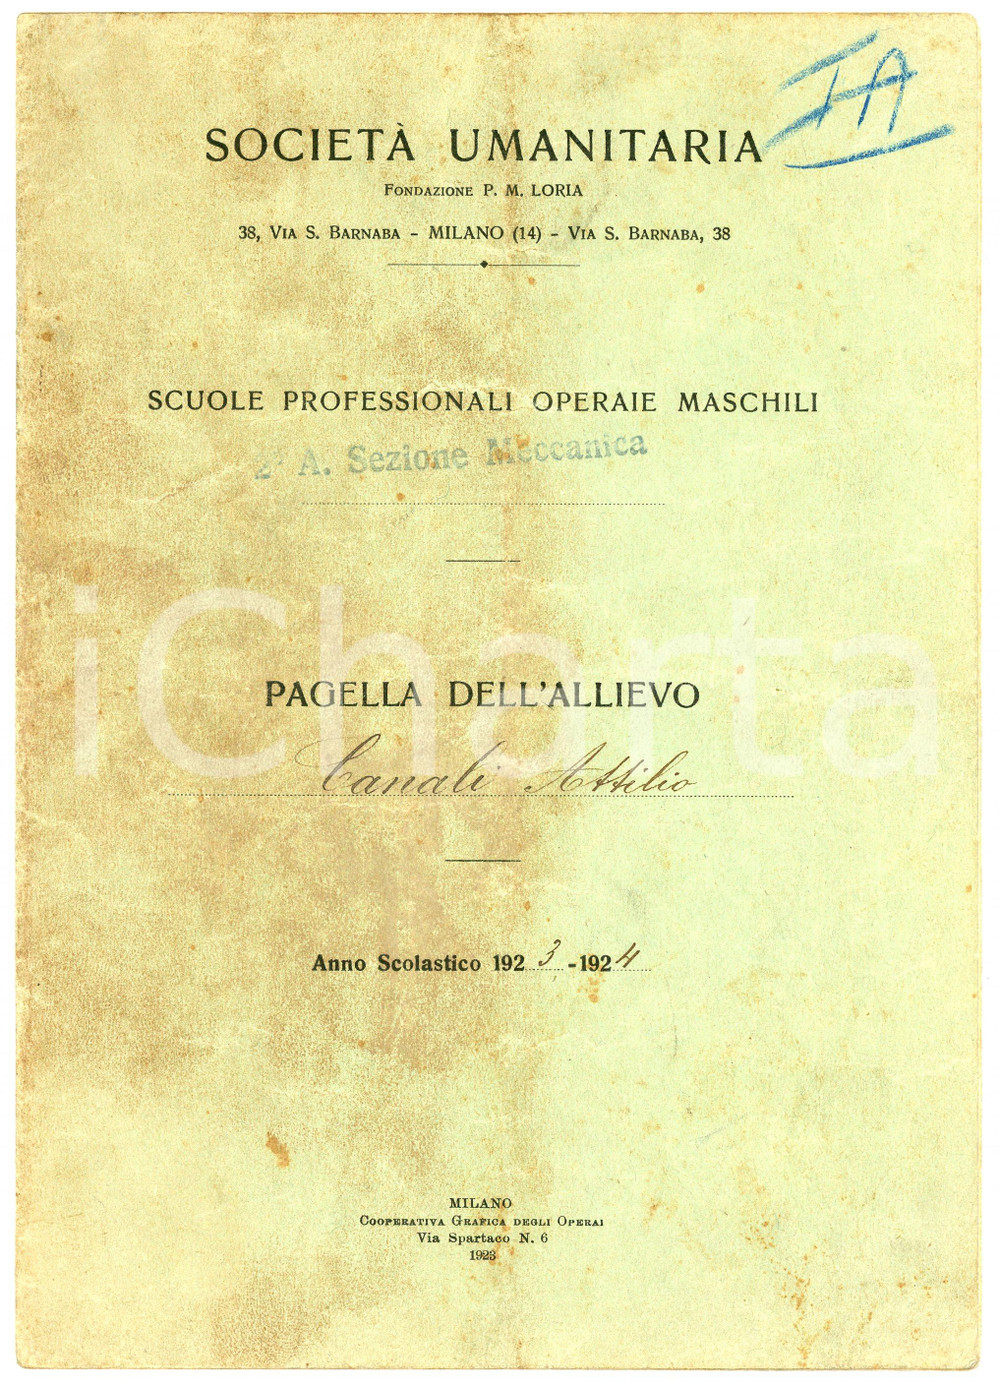 IA
SOCIETÀ UMANITARIA
FONDAZIONE P. M. LORIA
38, VIA S. BARNABA - MILANO (14) - VIA S. BARNABA, 38
SCUOLE PROFESSIONALI OPERAIE MASCHILI
2ª A. Sezione Meccanica
PAGELLA DELL'ALLIEVO
Canali Attilio
Anno Scolastico 1923-1924
MILANO
COOPERATIVA GRAFICA DEGLI OPERAI
Via Spartaco N. 6
1923
iCharta